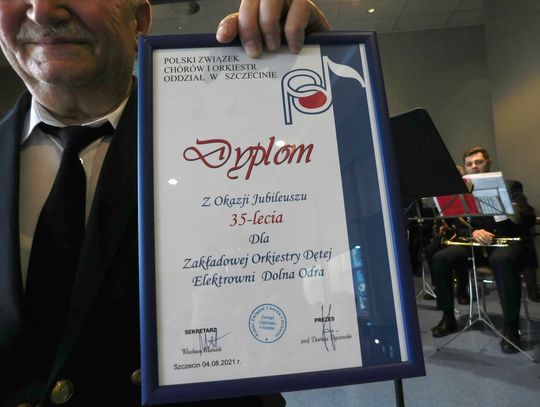 POLSKI ZWIĄZEK
CHÓRÓW I ORKIESTR
ODDZIAŁ W SZCZECINIE
Dyplom
Z Okazji Jubileuszu
35-lecia
Dla
Zakładowej Orkiestry Dętej
Elektrowni Dolna Odra
SEKRETARZ
PREZES
Szczecin 04.08.2021 r.